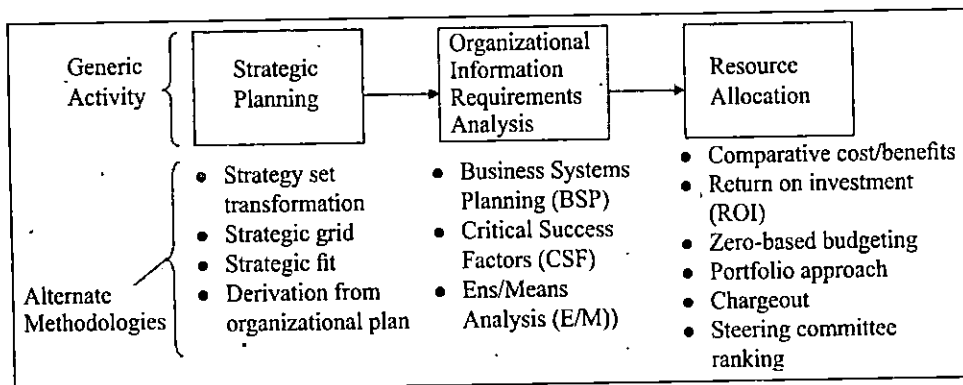 Generic
Activity
Strategic
Planning
Organizational
Information
Requirements
Analysis
Resource
Allocation
Alternate
Methodologies
• Strategy set
transformation
• Strategic grid
• Strategic fit
• Derivation from
organizational plan
• Business Systems
Planning (BSP)
• Critical Success
Factors (CSF)
• Ens/Means
Analysis (E/M))
• Comparative cost/benefits
• Return on investment
(ROI)
• Zero-based budgeting
• Portfolio approach
• Chargeout
• Steering committee
ranking